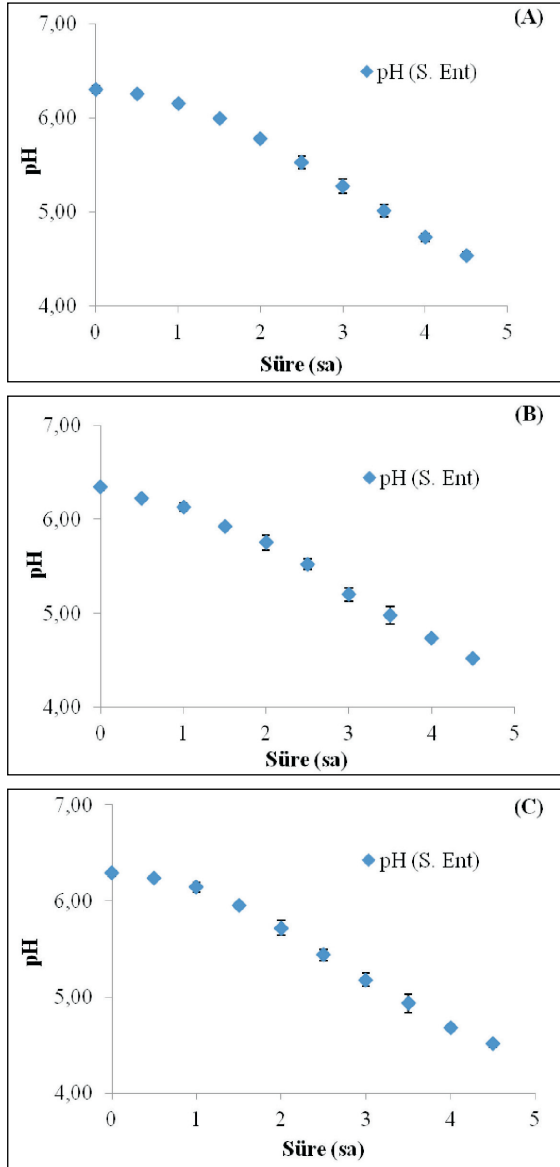 (A)
7,00
pH (S. Ent)
6,00
pH
5,00
4,00
0 1 2 3 4 5
Süre (sa)
(B)
7,00
pH (S. Ent)
6,00
pH
5,00
4,00
0 1 2 3 4 5
Süre (sa)
(C)
7,00
pH (S. Ent)
6,00
pH
5,00
4,00
0 1 2 3 4 5
Süre (sa)